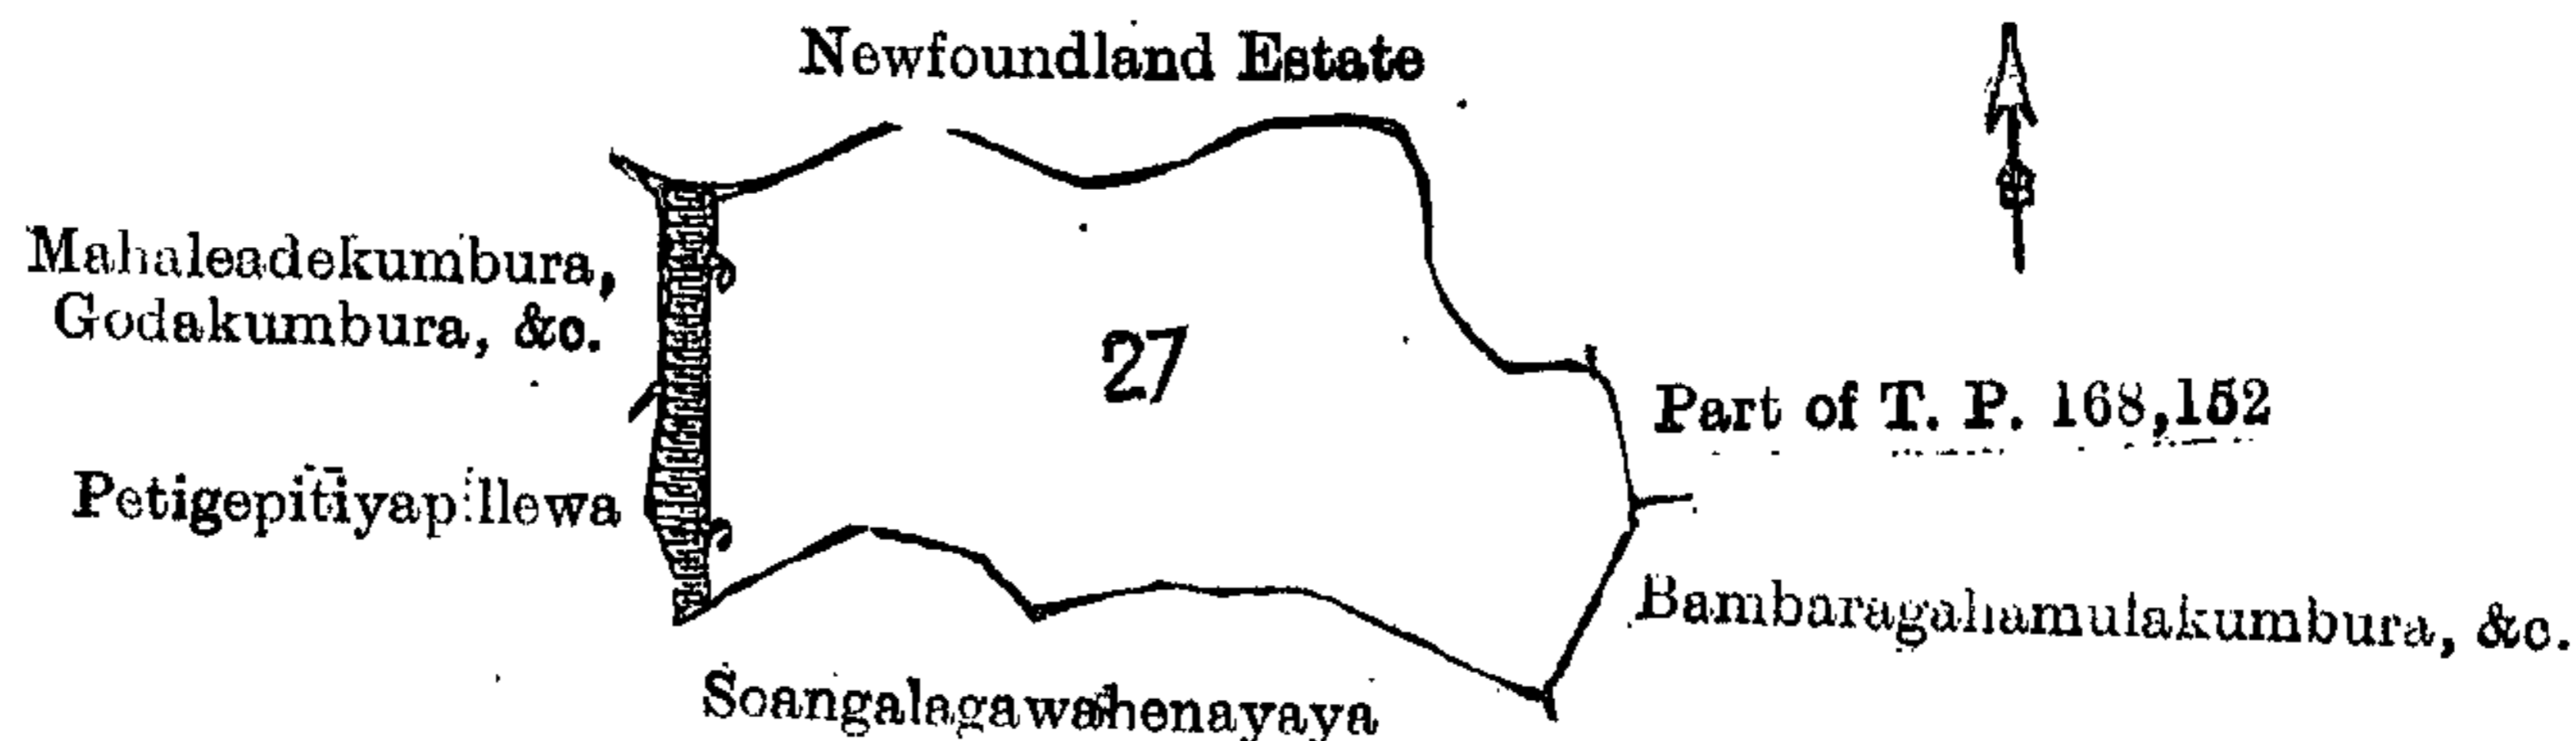 Newfoundland Estate
Mahaleadekumbura,
Godakumbura, &c.
27
Part of T. P. 168,152
Petigepitiyapillewa
Bambaragahamulakumbura, &c.
Soangalagawahenayaya